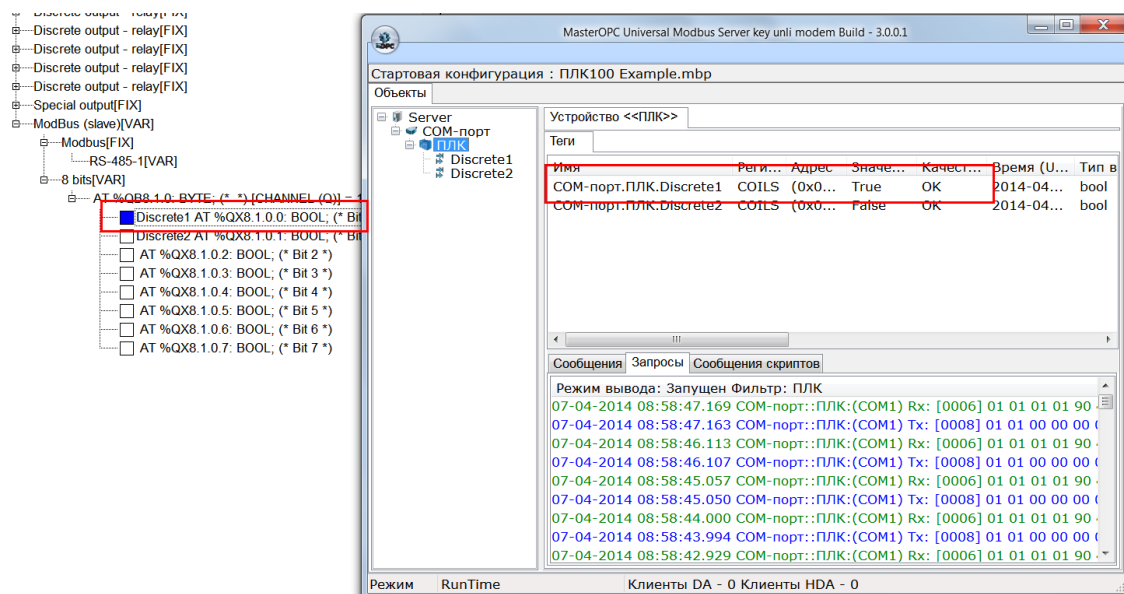 Discrete output - relay[FIX]
Discrete output - relay[FIX]
Discrete output - relay[FIX]
Discrete output - relay[FIX]
Discrete output - relay[FIX]
Special output[FIX]
ModBus (slave)[VAR]
Modbus[FIX]
RS-485-1[VAR]
8 bits[VAR]
AT %QB8.1.0: BYTE; (* *) [CHANNEL (Q)] = 1
Discrete1 AT %QX8.1.0.0: BOOL; (* Bit
Discrete2 AT %QX8.1.0.1: BOOL; (* Bit
AT %QX8.1.0.2: BOOL; (* Bit 2 *)
AT %QX8.1.0.3: BOOL; (* Bit 3 *)
AT %QX8.1.0.4: BOOL; (* Bit 4 *)
AT %QX8.1.0.5: BOOL; (* Bit 5 *)
AT %QX8.1.0.6: BOOL; (* Bit 6 *)
AT %QX8.1.0.7: BOOL; (* Bit 7 *)
MasterOPC Universal Modbus Server key unli modem Build - 3.0.0.1
Стартовая конфигурация : ПЛК100 Example.mbp
Объекты
Server
COM-порт
ПЛК
Discrete1
Discrete2
Устройство <<ПЛК>>
Теги
Имя Реги... Адрес Значе... Качест... Время (U... Тип в
COM-порт.ПЛК.Discrete1 COILS (0x0... True OK 2014-04... bool
COM-порт.ПЛК.Discrete2 COILS (0x0... False OK 2014-04... bool
Сообщения Запросы Сообщения скриптов
Режим вывода: Запущен Фильтр: ПЛК
07-04-2014 08:58:47.169 COM-порт::ПЛК:(COM1) Rx: [0006] 01 01 01 01 90
07-04-2014 08:58:47.163 COM-порт::ПЛК:(COM1) Tx: [0008] 01 01 00 00 00
07-04-2014 08:58:46.113 COM-порт::ПЛК:(COM1) Rx: [0006] 01 01 01 01 90
07-04-2014 08:58:46.107 COM-порт::ПЛК:(COM1) Tx: [0008] 01 01 00 00 00
07-04-2014 08:58:45.057 COM-порт::ПЛК:(COM1) Rx: [0006] 01 01 01 01 90
07-04-2014 08:58:45.050 COM-порт::ПЛК:(COM1) Tx: [0008] 01 01 00 00 00
07-04-2014 08:58:44.000 COM-порт::ПЛК:(COM1) Rx: [0006] 01 01 01 01 90
07-04-2014 08:58:43.994 COM-порт::ПЛК:(COM1) Tx: [0008] 01 01 00 00 00
07-04-2014 08:58:42.929 COM-порт::ПЛК:(COM1) Rx: [0006] 01 01 01 01 90
Режим RunTime Клиенты DA - 0 Клиенты HDA - 0